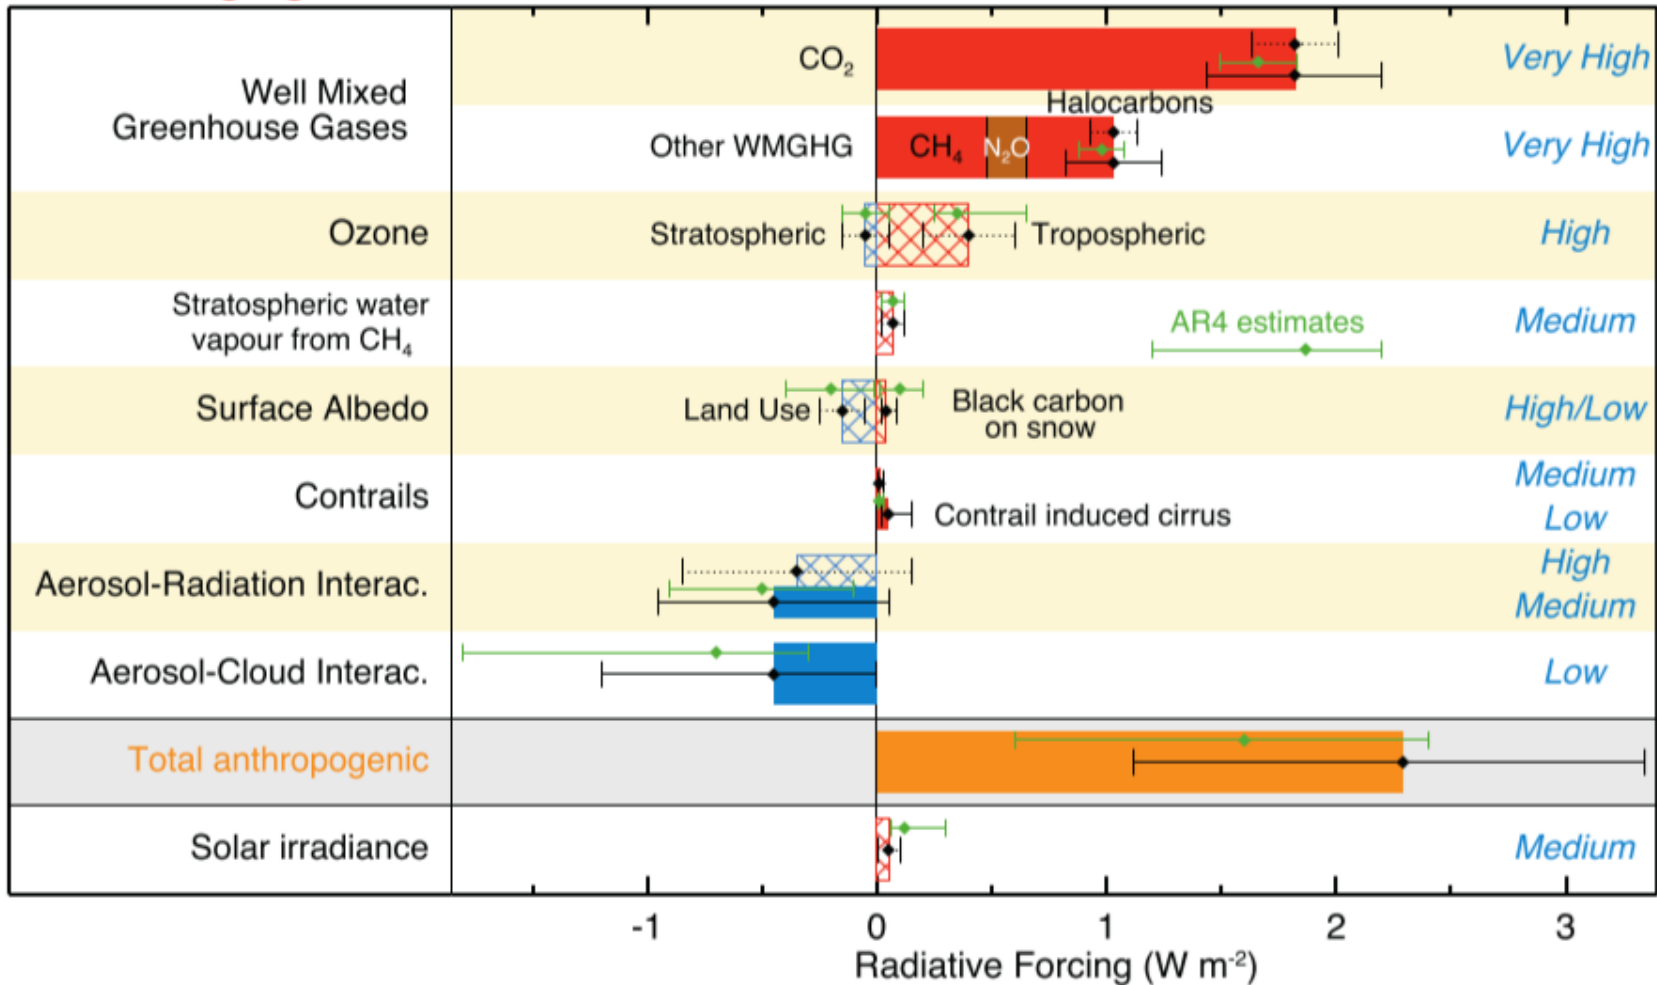 CO₂
Very High
Well Mixed
Greenhouse Gases
Halocarbons
Other WMGHG
CH₄
N₂O
Very High
Ozone
Stratospheric
Tropospheric
High
Stratospheric water
vapour from CH₄
AR4 estimates
Medium
Surface Albedo
Land Use
Black carbon
on snow
High/Low
Contrails
Contrail induced cirrus
Medium
Low
Aerosol-Radiation Interac.
High
Medium
Aerosol-Cloud Interac.
Low
Total anthropogenic
Solar irradiance
Medium
-1 0 1 2 3
Radiative Forcing (W m⁻²)